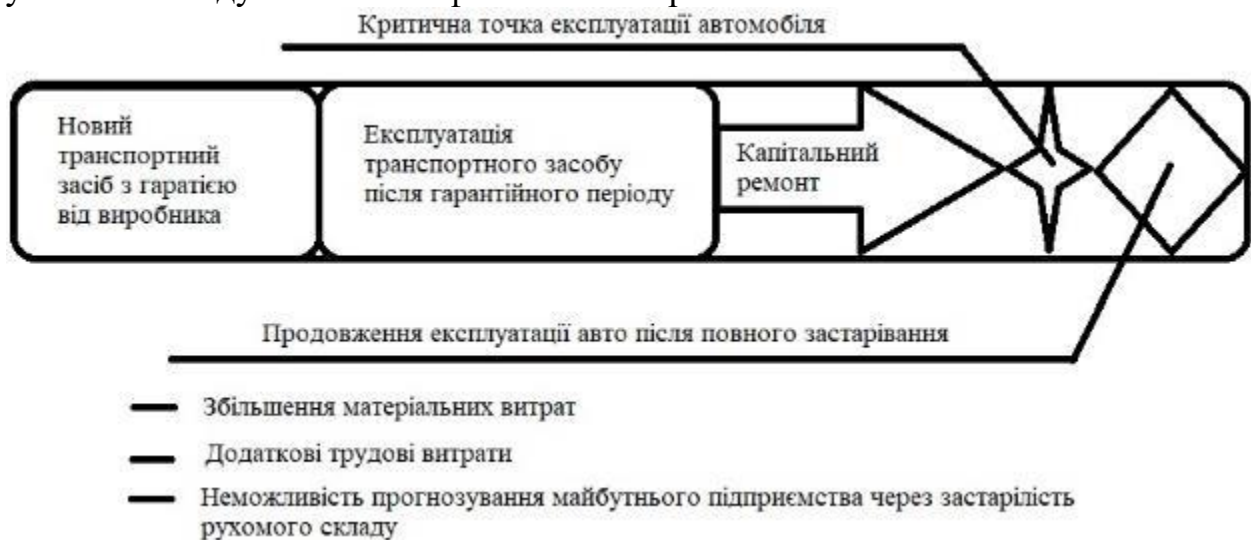 Критична точка експлуатації автомобіля
Новий
транспортний
засіб з гаратією
від виробника
Експлуатація
транспортного засобу
після гарантійного періоду
Капітальний
ремонт
Продовження експлуатації авто після повного застарівання
Збільшення матеріальних витрат
Додаткові трудові витрати
Неможливість прогнозування майбутнього підприємства через застарілість
рухомого складу